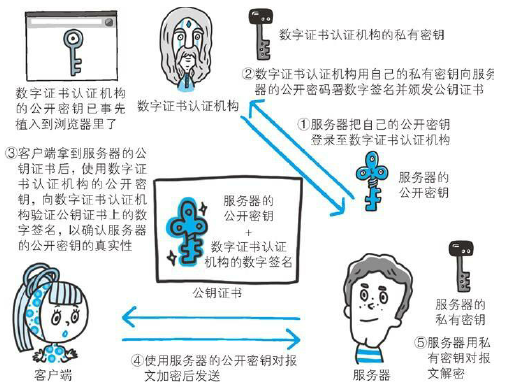 数字证书认证机构的私有密钥
数字证书认证机构
的公开密钥已事先
植入到浏览器里了
数字证书认证机构
②数字证书认证机构用自己的私有密钥向服务
器的公开密码署数字签名并颁发公钥证书
①服务器把自己的公开密钥
登录至数字证书认证机构
③客户端拿到服务器的公
钥证书后，使用数字证
书认证机构的公开密
钥，向数字证书认证机
构验证公钥证书上的数
字签名，以确认服务器
的公开密钥的真实性
服务器的
公开密钥
服务器的
公开密钥
+
数字证书认证
机构的数字签名
公钥证书
服务器的
私有密钥
⑤服务器用私
有密钥对报
文解密
客户端
④使用服务器的公开密钥对报
文加密后发送
服务器